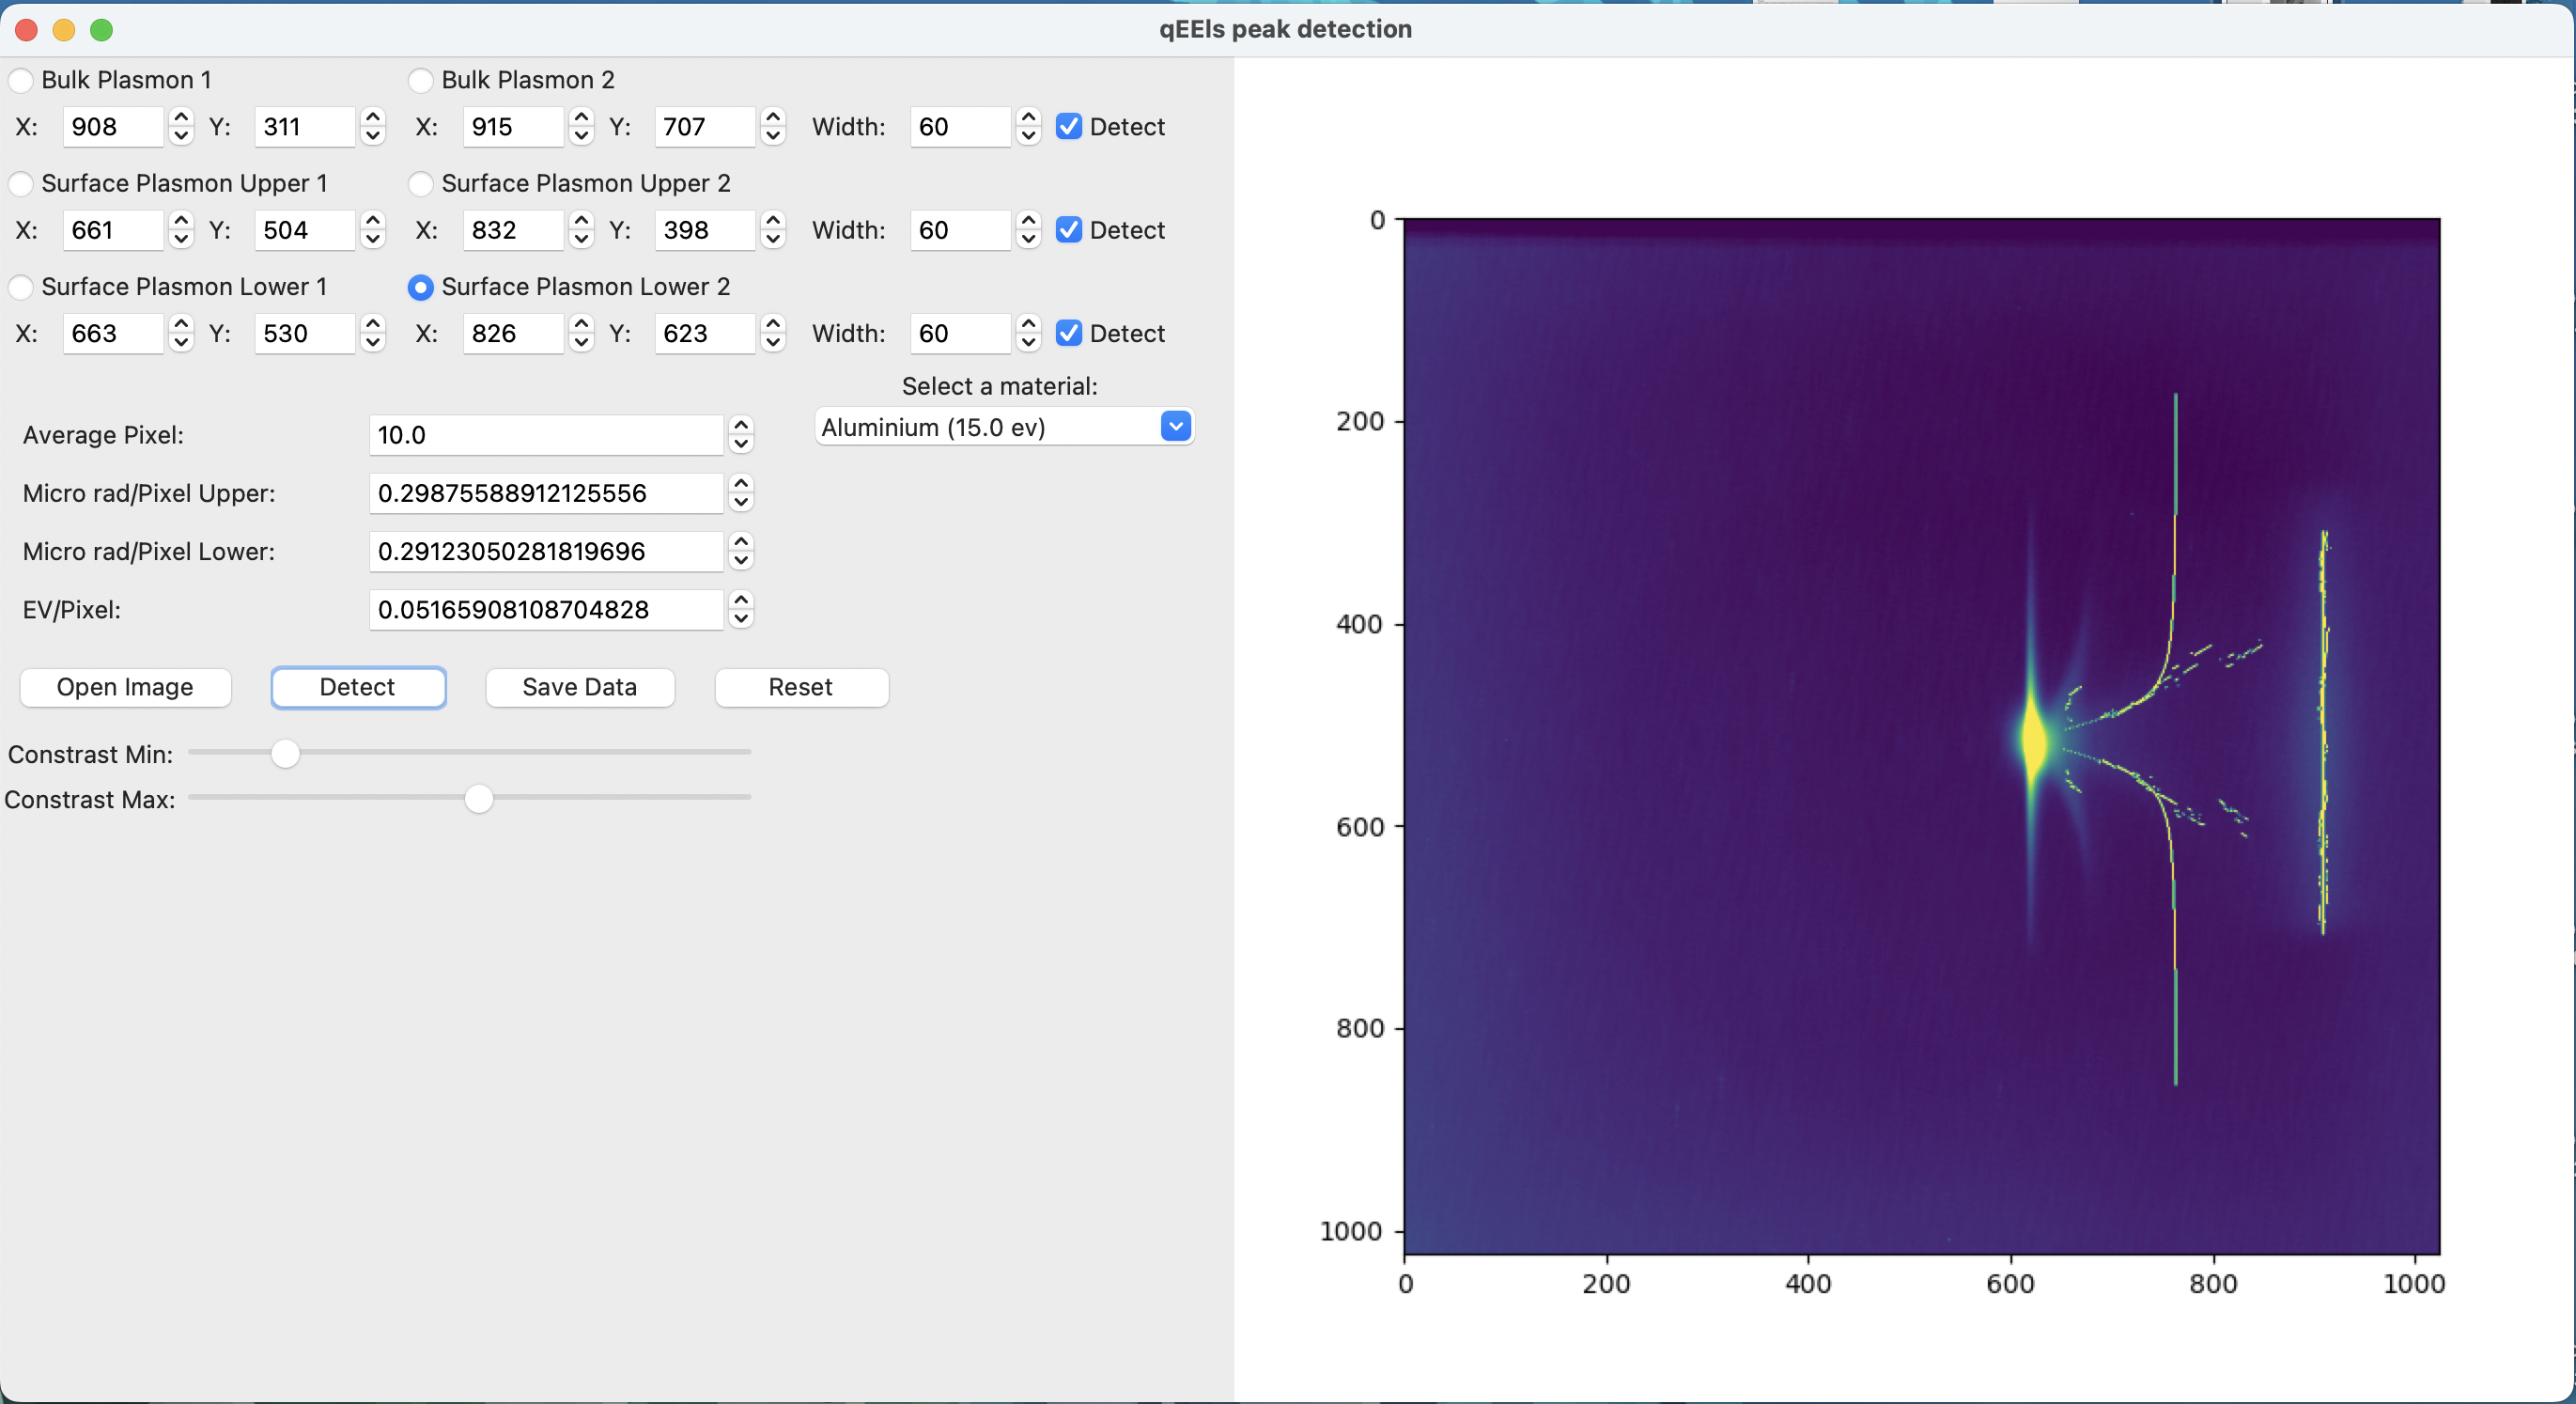 qEEls peak detection
Bulk Plasmon 1 Bulk Plasmon 2
X: 908 Y: 311 X: 915 Y: 707 Width: 60 Detect
Surface Plasmon Upper 1 Surface Plasmon Upper 2
X: 661 Y: 504 X: 832 Y: 398 Width: 60 Detect
Surface Plasmon Lower 1 Surface Plasmon Lower 2
X: 663 Y: 530 X: 826 Y: 623 Width: 60 Detect
Select a material:
Aluminium (15.0 ev)
Average Pixel: 10.0
Micro rad/Pixel Upper: 0.29875588912125556
Micro rad/Pixel Lower: 0.29123050281819696
EV/Pixel: 0.05165908108704828
Open Image Detect Save Data Reset
Constrast Min:
Constrast Max:
0
200
400
600
800
1000
0 200 400 600 800 1000